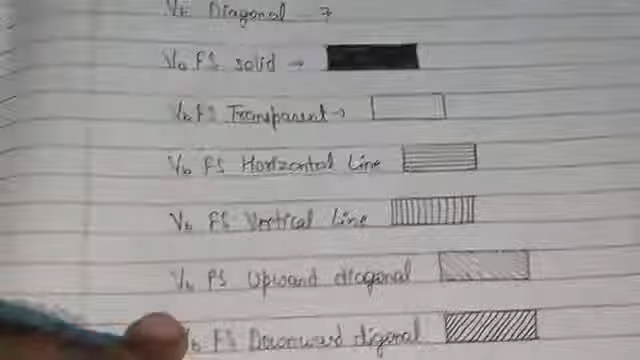 Vb Diagonal →
Vb FS Solid →
Vb FS Transparent →
Vb FS Horizontal Line
Vb FS Vertical line
Vb FS Upward diagonal
Vb FS Downward digonal